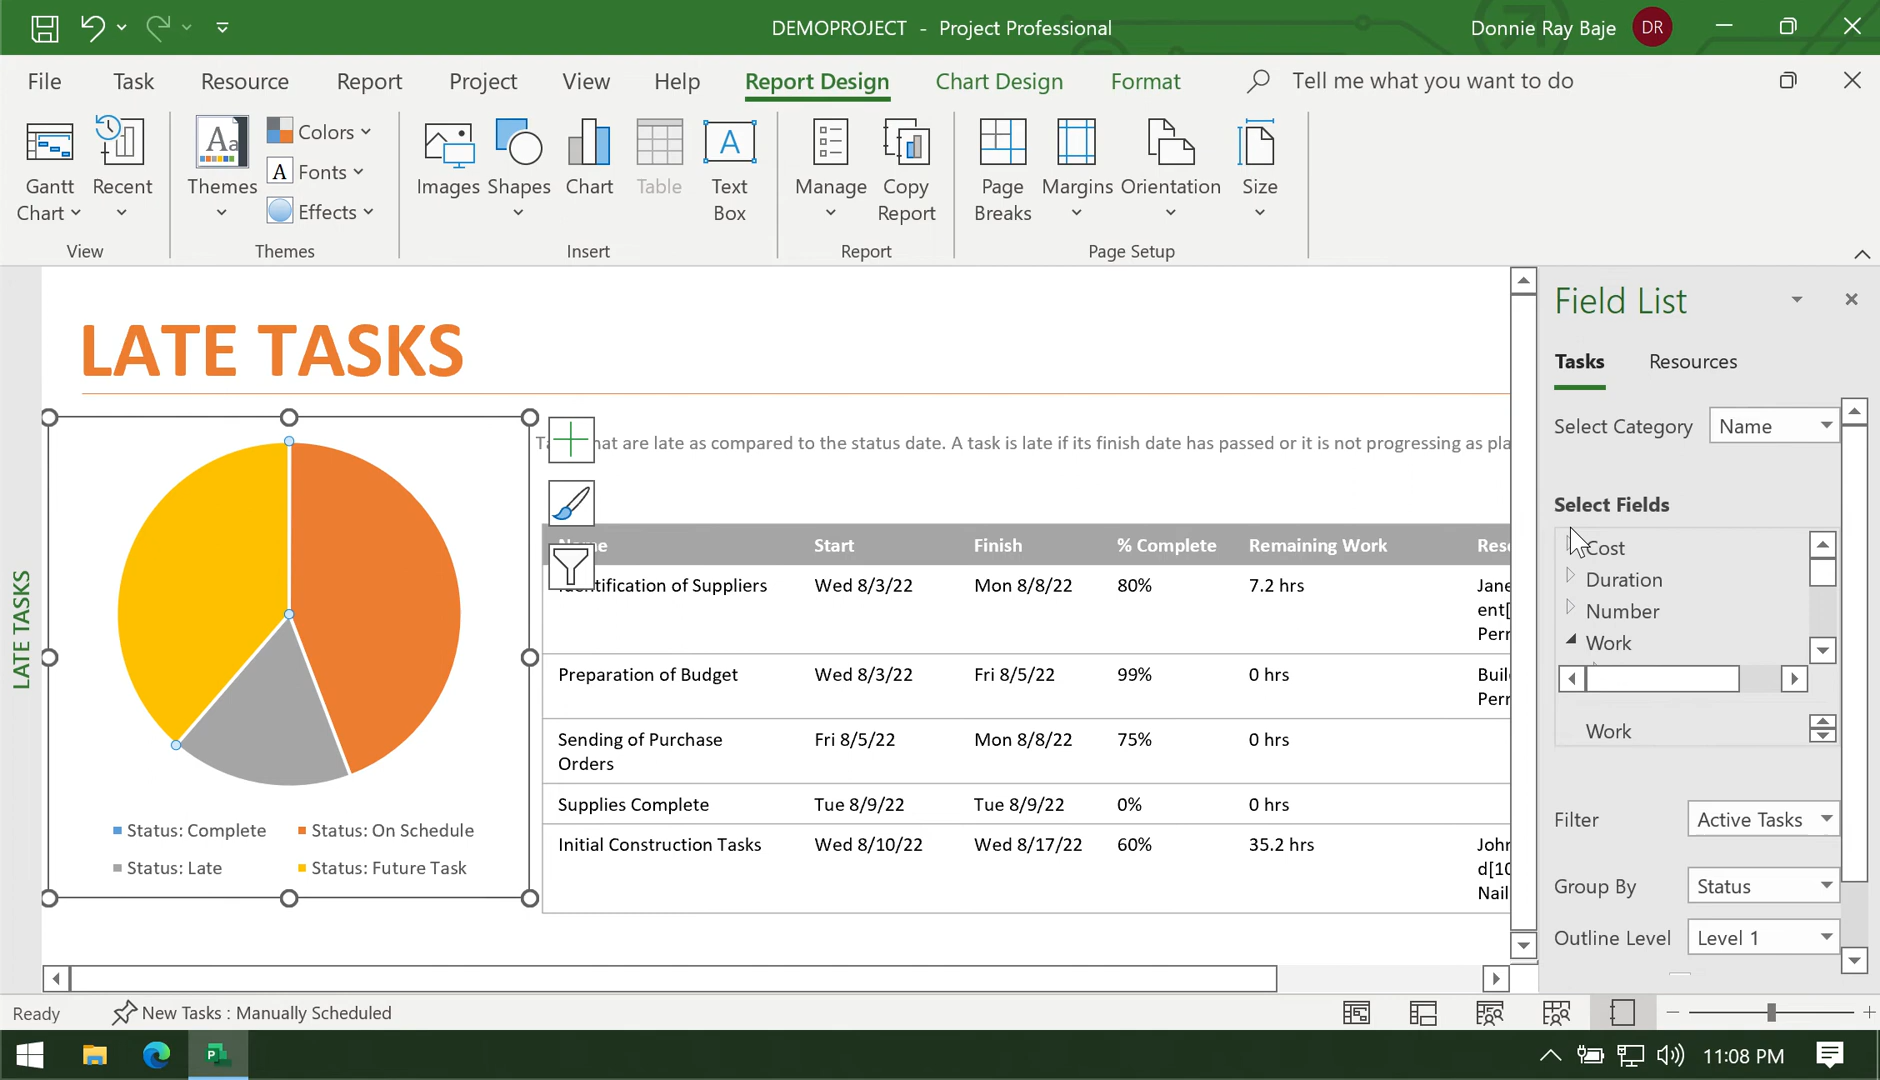 DEMOPROJECT - Project Professional
Donnie Ray Baje
DR
File
Task
Resource
Report
Project
View
Help
Report Design
Chart Design
Format
Tell me what you want to do
Gantt
Chart
Recent
View
Aa
Themes
Colors
A Fonts
Effects
Themes
Images
Shapes
Chart
Table
A
Text
Box
Insert
Manage
Copy
Report
Report
Page
Breaks
Margins
Orientation
Size
Page Setup
LATE TASKS
LATE TASKS
hat are late as compared to the status date. A task is late if its finish date has passed or it is not progressing as pla
Start
Finish
% Complete
Remaining Work
Rese
ntification of Suppliers
Wed 8/3/22
Mon 8/8/22
80%
7.2 hrs
Jane
ent[
Perr
Preparation of Budget
Wed 8/3/22
Fri 8/5/22
99%
0 hrs
Buil
Perr
Sending of Purchase
Orders
Fri 8/5/22
Mon 8/8/22
75%
0 hrs
Supplies Complete
Tue 8/9/22
Tue 8/9/22
0%
0 hrs
Initial Construction Tasks
Wed 8/10/22
Wed 8/17/22
60%
35.2 hrs
John
d[10
Nail
Status: Complete
Status: On Schedule
Status: Late
Status: Future Task
Field List
Tasks
Resources
Select Category
Name
Select Fields
Cost
Duration
Number
Work
Work
Filter
Active Tasks
Group By
Status
Outline Level
Level 1
Ready
New Tasks : Manually Scheduled
11:08 PM